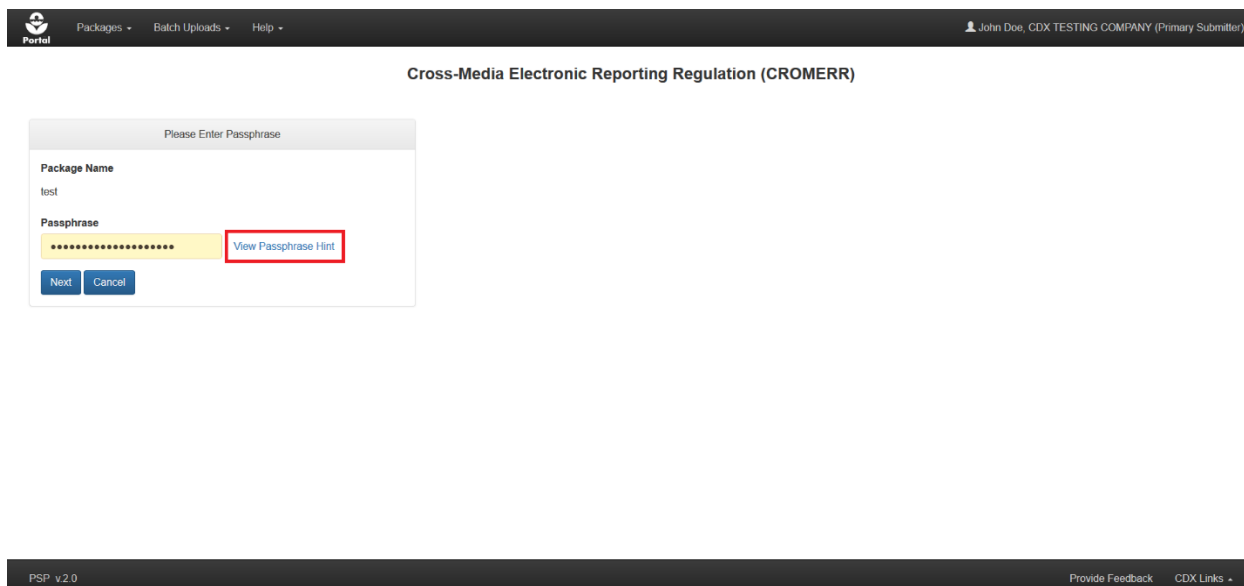 Portal Packages Batch Uploads Help John Doe, CDX TESTING COMPANY (Primary Submitter)
Cross-Media Electronic Reporting Regulation (CROMERR)
Please Enter Passphrase
Package Name
test
Passphrase
•••••••••••••••••••• View Passphrase Hint
Next Cancel
PSP v.2.0 Provide Feedback CDX Links